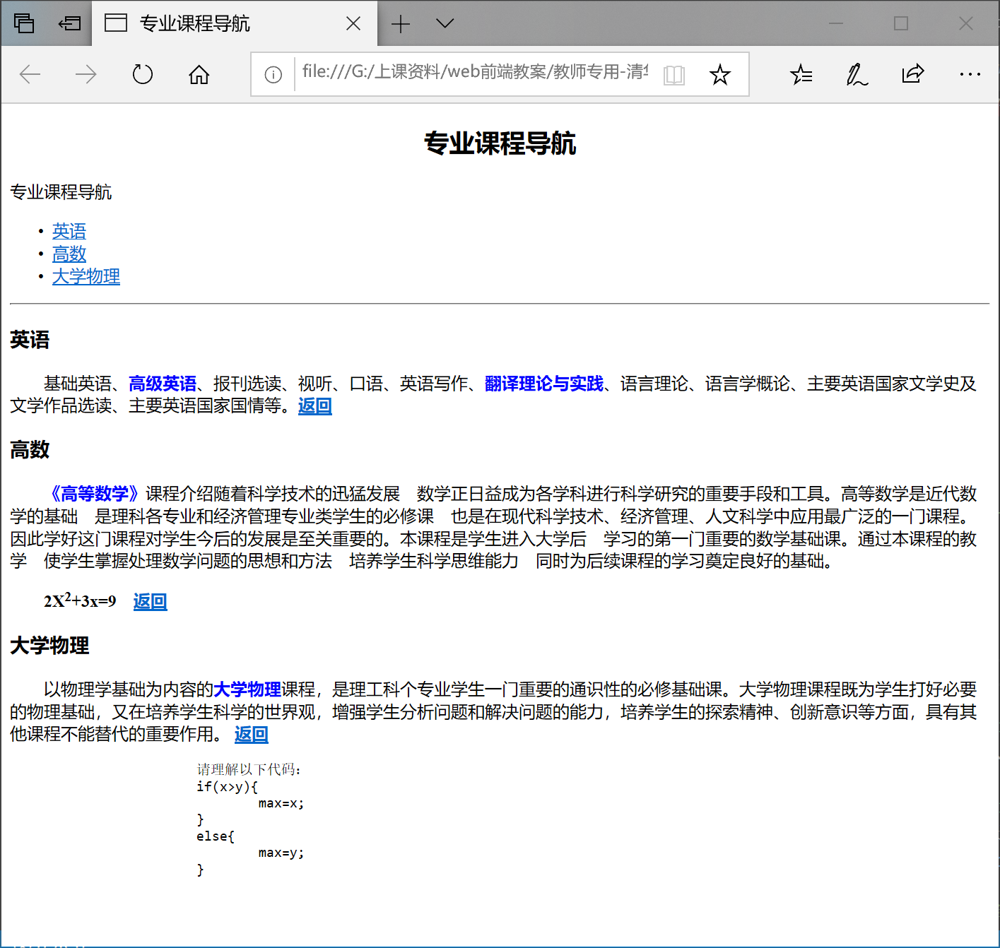 专业课程导航
file:///G:/上课资料/web前端教案/教师专用-清
专业课程导航
专业课程导航
• 英语
• 高数
• 大学物理
英语
基础英语、高级英语、报刊选读、视听、口语、英语写作、翻译理论与实践、语言理论、语言学概论、主要英语国家文学史及
文学作品选读、主要英语国家国情等。返回
高数
《高等数学》课程介绍随着科学技术的迅猛发展　数学正日益成为各学科进行科学研究的重要手段和工具。高等数学是近代数
学的基础　是理科各专业和经济管理专业类学生的必修课　也是在现代科学技术、经济管理、人文科学中应用最广泛的一门课程。
因此学好这门课程对学生今后的发展是至关重要的。本课程是学生进入大学后　学习的第一门重要的数学基础课。通过本课程的教
学　使学生掌握处理数学问题的思想和方法　培养学生科学思维能力　同时为后续课程的学习奠定良好的基础。
2X²+3x=9　返回
大学物理
以物理学基础为内容的大学物理课程，是理工科个专业学生一门重要的通识性的必修基础课。大学物理课程既为学生打好必要
的物理基础，又在培养学生科学的世界观，增强学生分析问题和解决问题的能力，培养学生的探索精神、创新意识等方面，具有其
他课程不能替代的重要作用。 返回
请理解以下代码：
if(x>y){
        max=x;
}
else{
        max=y;
}